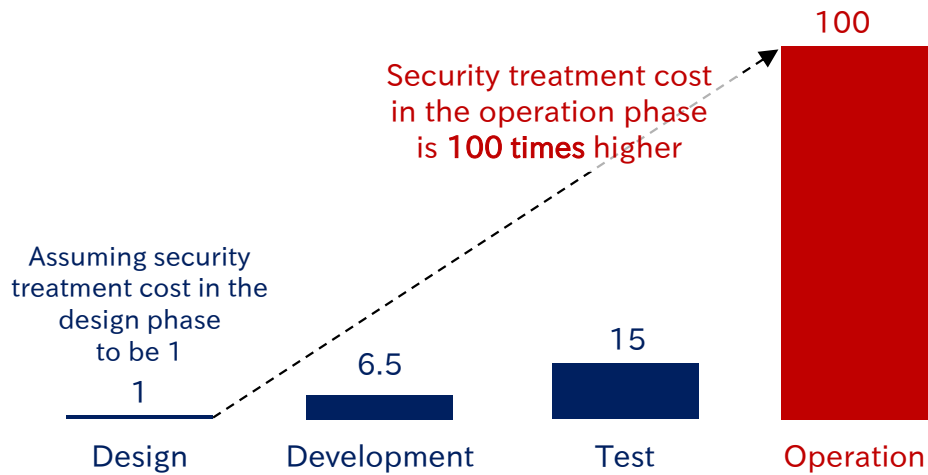 100
Security treatment cost
in the operation phase
is 100 times higher
Assuming security
treatment cost in the
design phase
to be 1
1
6.5
15
Design
Development
Test
Operation